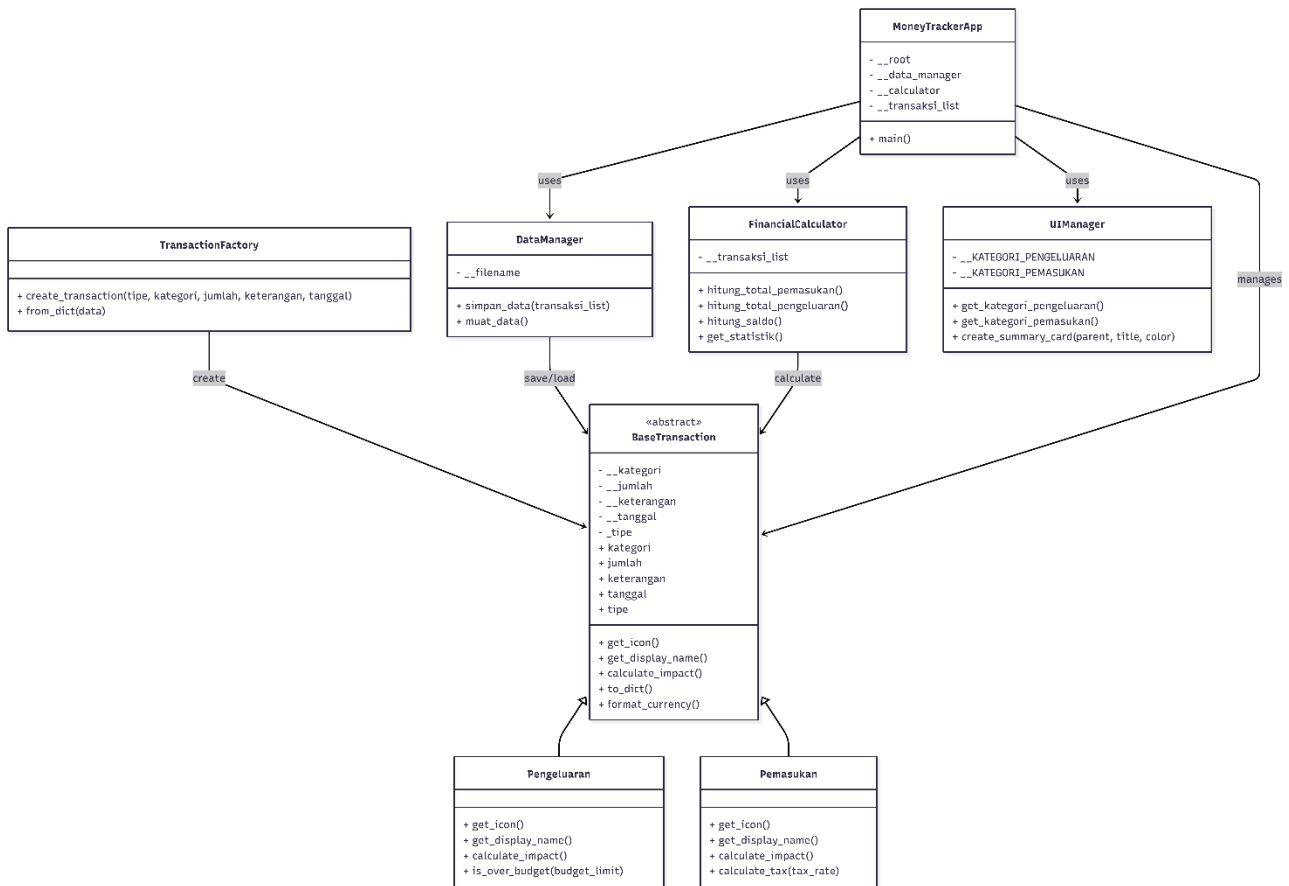 MoneyTrackerApp
- __root
- __data_manager
- __calculator
- __transaksi_list
+ main()
uses
uses
uses
manages
TransactionFactory
+ create_transaction(tipe, kategori, jumlah, keterangan, tanggal)
+ from_dict(data)
create
DataManager
- __filename
+ simpan_data(transaksi_list)
+ muat_data()
save/load
FinancialCalculator
- __transaksi_list
+ hitung_total_pemasukan()
+ hitung_total_pengeluaran()
+ hitung_saldo()
+ get_statistik()
calculate
UIManager
- __KATEGORI_PENGELUARAN
- __KATEGORI_PEMASUKAN
+ get_kategori_pengeluaran()
+ get_kategori_pemasukan()
+ create_summary_card(parent, title, color)
«abstract»
BaseTransaction
- __kategori
- __jumlah
- __keterangan
- __tanggal
- _tipe
+ kategori
+ jumlah
+ keterangan
+ tanggal
+ tipe
+ get_icon()
+ get_display_name()
+ calculate_impact()
+ to_dict()
+ format_currency()
Pengeluaran
+ get_icon()
+ get_display_name()
+ calculate_impact()
+ is_over_budget(budget_limit)
Pemasukan
+ get_icon()
+ get_display_name()
+ calculate_impact()
+ calculate_tax(tax_rate)